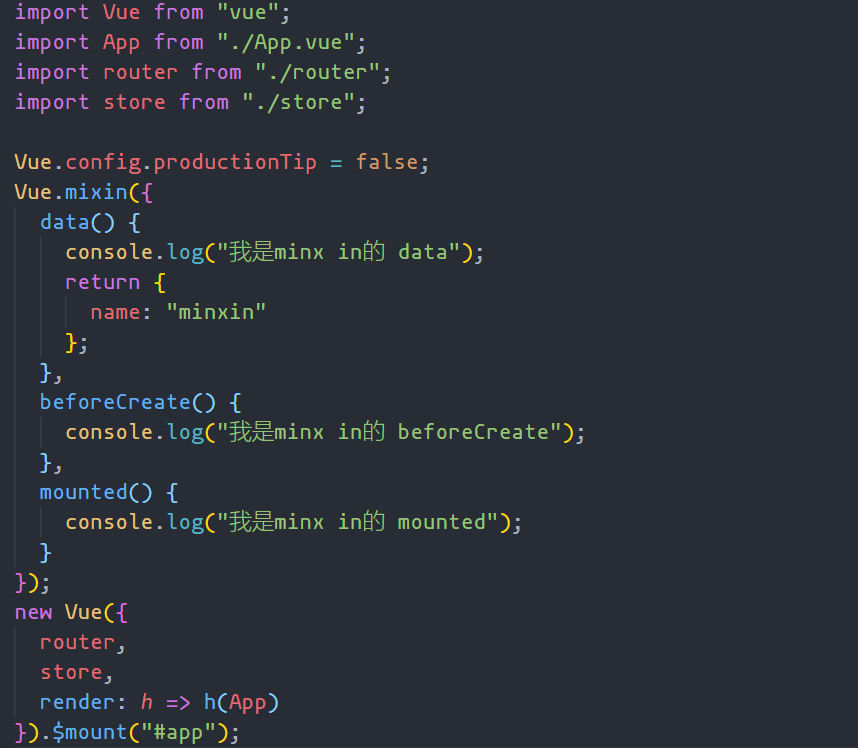 import Vue from "vue";
import App from "./App.vue";
import router from "./router";
import store from "./store";

Vue.config.productionTip = false;
Vue.mixin({
  data() {
    console.log("我是minx in的 data");
    return {
      name: "minxin"
    };
  },
  beforeCreate() {
    console.log("我是minx in的 beforeCreate");
  },
  mounted() {
    console.log("我是minx in的 mounted");
  }
});
new Vue({
  router,
  store,
  render: h => h(App)
}).$mount("#app");